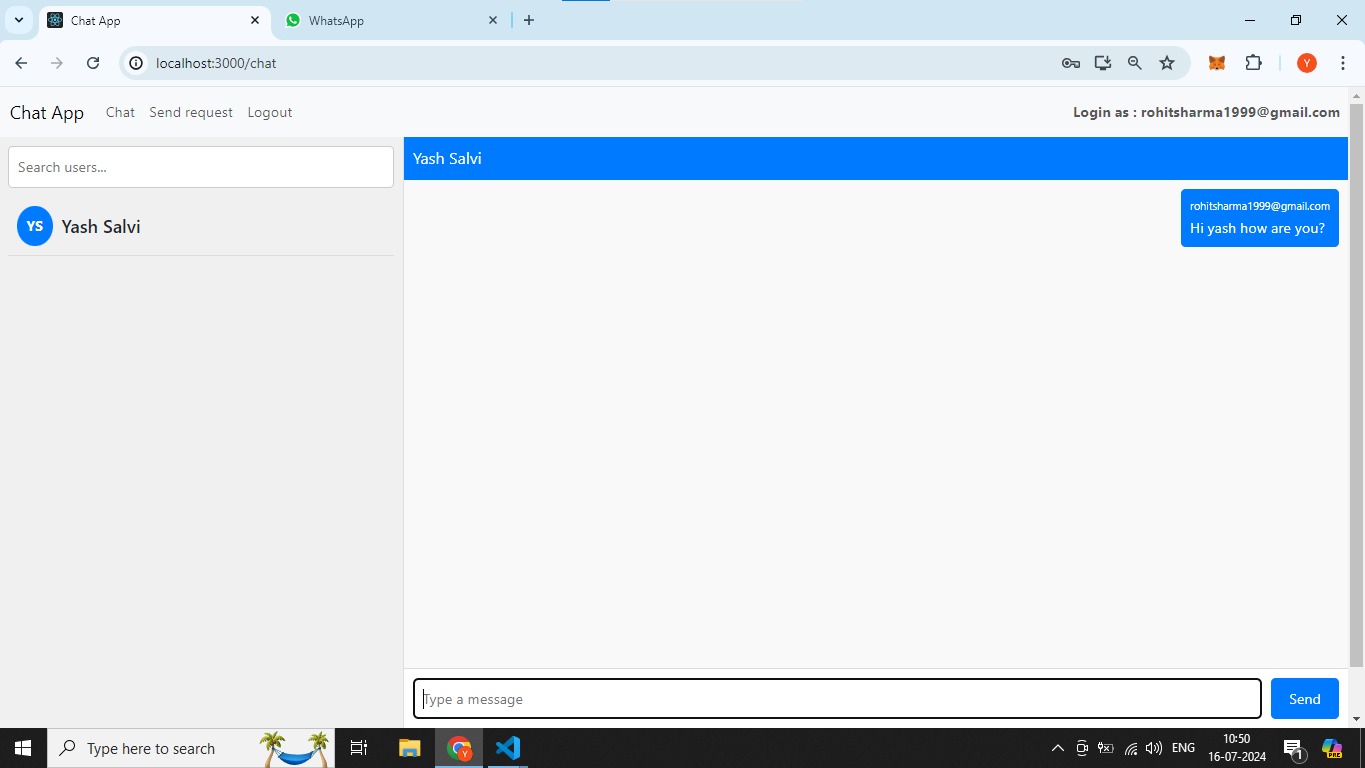 Chat App
WhatsApp
localhost:3000/chat
Y
Chat App Chat Send request Logout Login as : rohitsharma1999@gmail.com
Search users...
Yash Salvi
YS Yash Salvi
rohitsharma1999@gmail.com
Hi yash how are you?
Type a message
Send
Type here to search
Y
ENG
10:50
16-07-2024
1
PRE